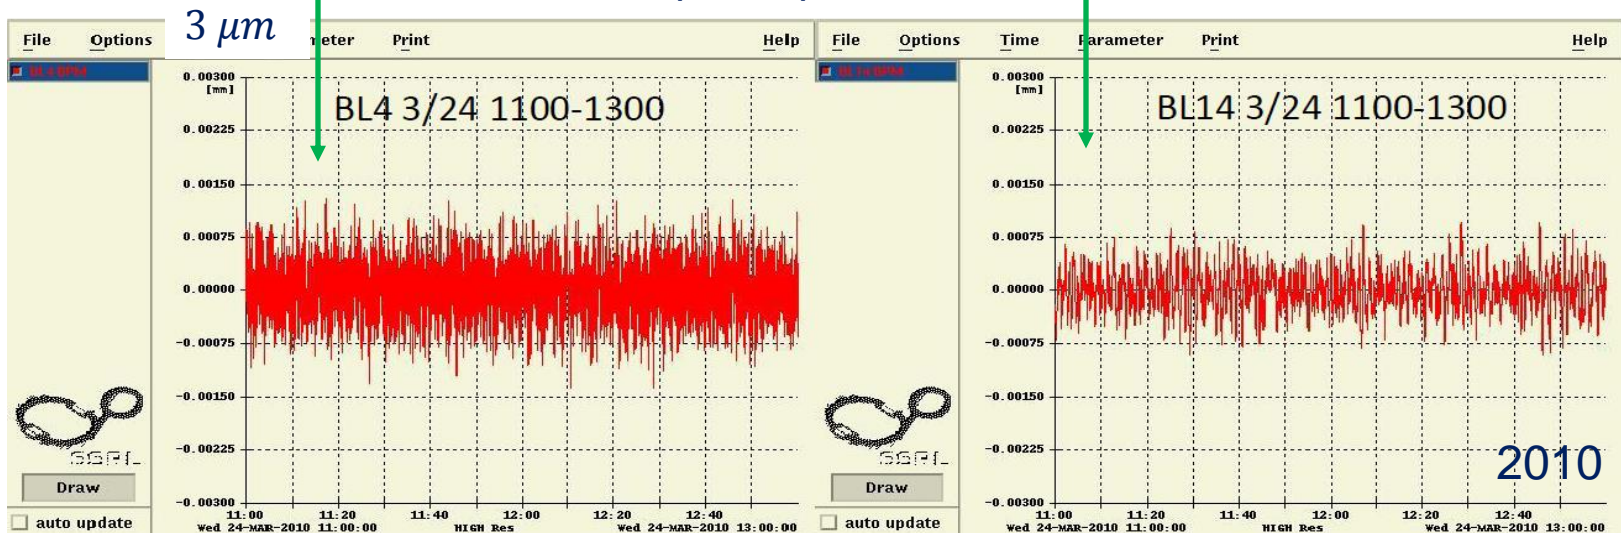 3 μm
File Options meter Print Help
BL4 BPM
0.00300
[mm]
BL4 3/24 1100-1300
0.00225
0.00150
0.00075
0.00000
-0.00075
-0.00150
-0.00225
-0.00300
SSRL
Draw
auto update
11:00 11:20 11:40 12:00 12:20 12:40
Wed 24-MAR-2010 11:00:00 HIGH Res Wed 24-MAR-2010 13:00:00
File Options Time Parameter Print Help
BL14 BPM
0.00300
[mm]
BL14 3/24 1100-1300
0.00225
0.00150
0.00075
0.00000
-0.00075
-0.00150
-0.00225
-0.00300
2010
SSRL
Draw
auto update
11:00 11:20 11:40 12:00 12:20 12:40
Wed 24-MAR-2010 11:00:00 HIGH Res Wed 24-MAR-2010 13:00:00